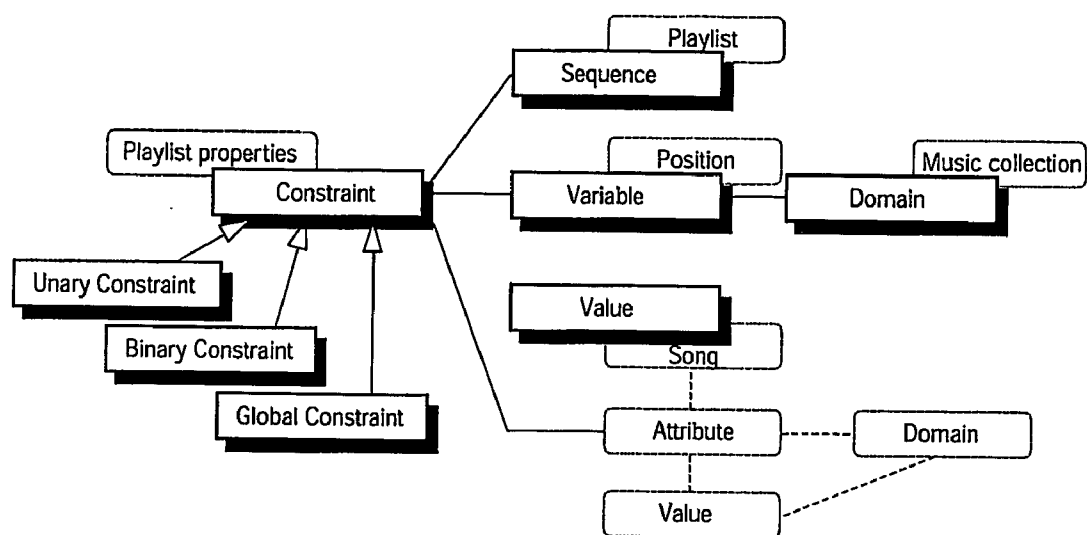 Playlist
Sequence
Playlist properties
Constraint
Position
Variable
Music collection
Domain
Unary Constraint
Binary Constraint
Global Constraint
Value
Song
Attribute
Domain
Value